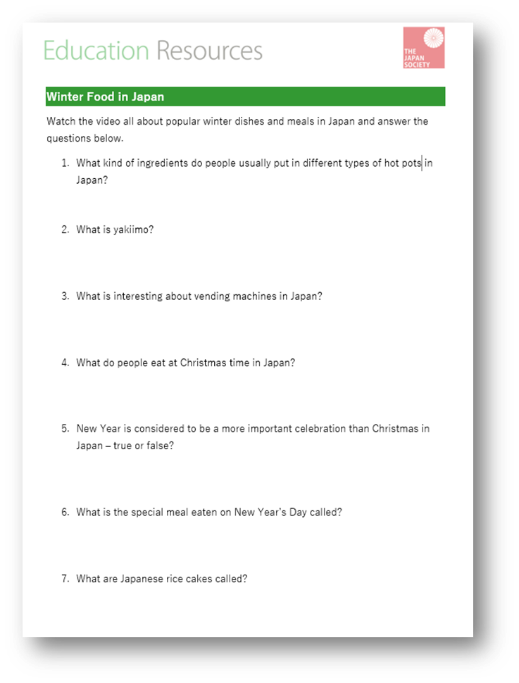 Education Resources
THE
JAPAN
SOCIETY
Winter Food in Japan
Watch the video all about popular winter dishes and meals in Japan and answer the
questions below.
1. What kind of ingredients do people usually put in different types of hot pots in
Japan?
2. What is yakiimo?
3. What is interesting about vending machines in Japan?
4. What do people eat at Christmas time in Japan?
5. New Year is considered to be a more important celebration than Christmas in
Japan – true or false?
6. What is the special meal eaten on New Year's Day called?
7. What are Japanese rice cakes called?